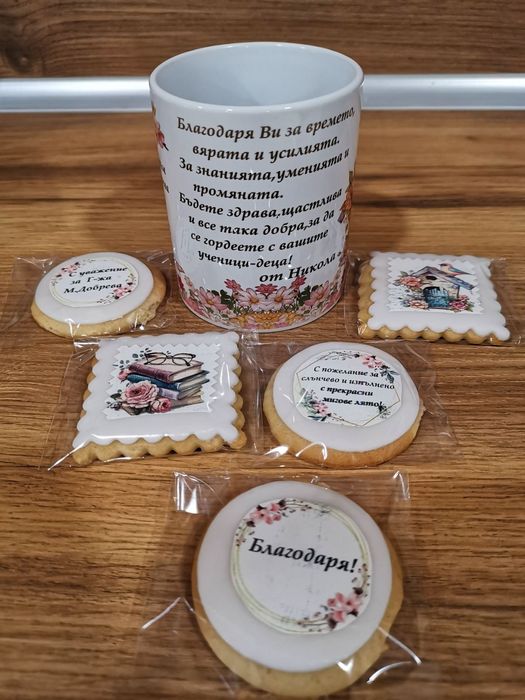 Благодаря Ви за времето,
вярата и усилията.
За знанията,уменията и
промяната.
Бъдете здрава,щастлива
и все така добра,за да
се гордеете с вашите
ученици-деца!
от Никола
С уважение
за Г-жа
М.Добрева
С пожелание за
слънчево и изпълнено
с прекрасни
мигове лято!
Благодаря!